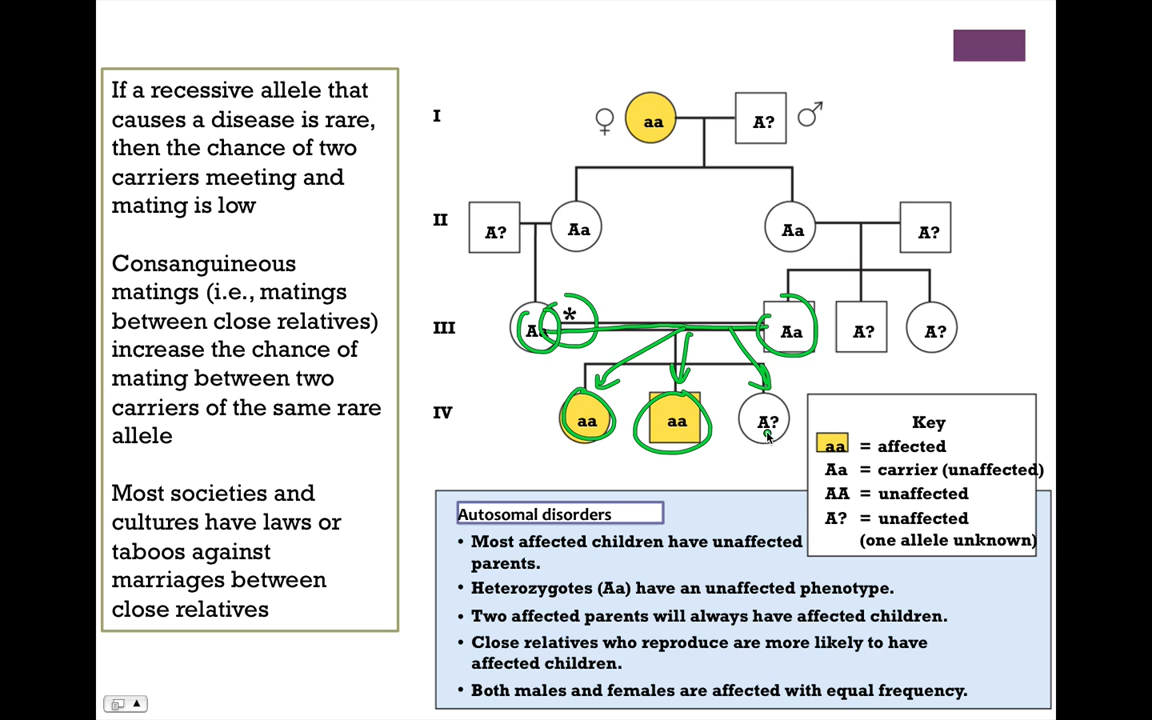 If a recessive allele that
causes a disease is rare,
then the chance of two
carriers meeting and
mating is low
Consanguineous
matings (i.e., matings
between close relatives)
increase the chance of
mating between two
carriers of the same rare
allele
Most societies and
cultures have laws or
taboos against
marriages between
close relatives
I
♀ aa A? ♂
II
A? Aa Aa A?
III
Aa * Aa A? A?
IV
aa aa A?
Key
aa = affected
Aa = carrier (unaffected)
AA = unaffected
A? = unaffected
(one allele unknown)
Autosomal disorders
• Most affected children have unaffected
parents.
• Heterozygotes (Aa) have an unaffected phenotype.
• Two affected parents will always have affected children.
• Close relatives who reproduce are more likely to have
affected children.
• Both males and females are affected with equal frequency.